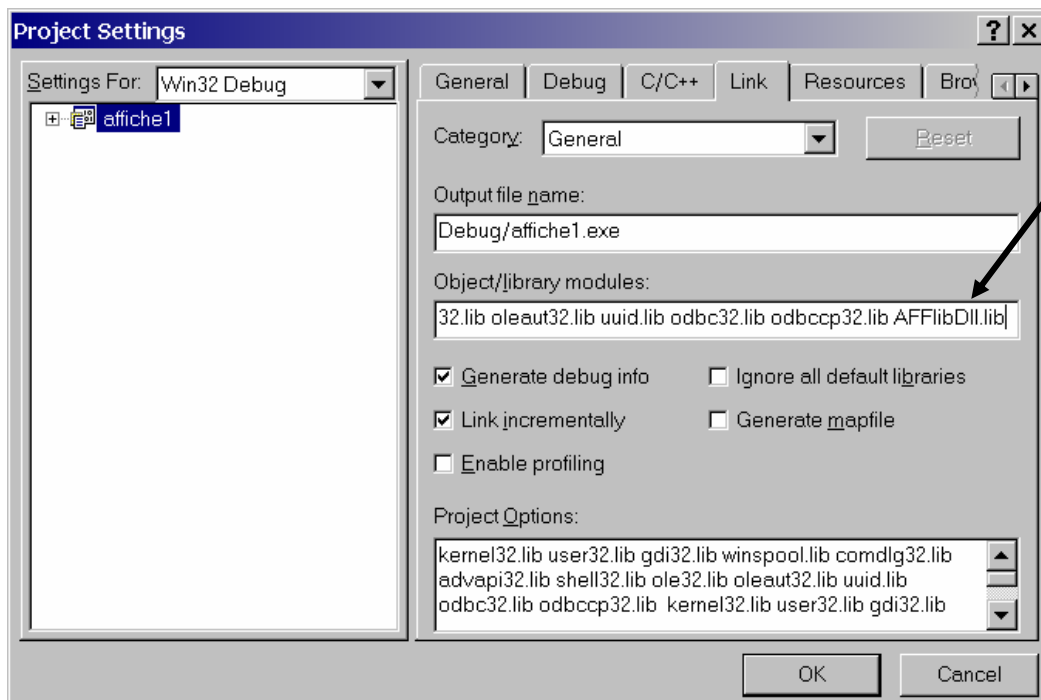 Project Settings
Settings For: Win32 Debug
affiche1
General Debug C/C++ Link Resources
Category: General Reset
Output file name:
Debug/affiche1.exe
Object/library modules:
32.lib oleaut32.lib uuid.lib odbc32.lib odbccp32.lib AFFlibDll.lib
Generate debug info Ignore all default libraries
Link incrementally Generate mapfile
Enable profiling
Project Options:
kernel32.lib user32.lib gdi32.lib winspool.lib comdlg32.lib
advapi32.lib shell32.lib ole32.lib oleaut32.lib uuid.lib
odbc32.lib odbccp32.lib kernel32.lib user32.lib gdi32.lib
OK Cancel